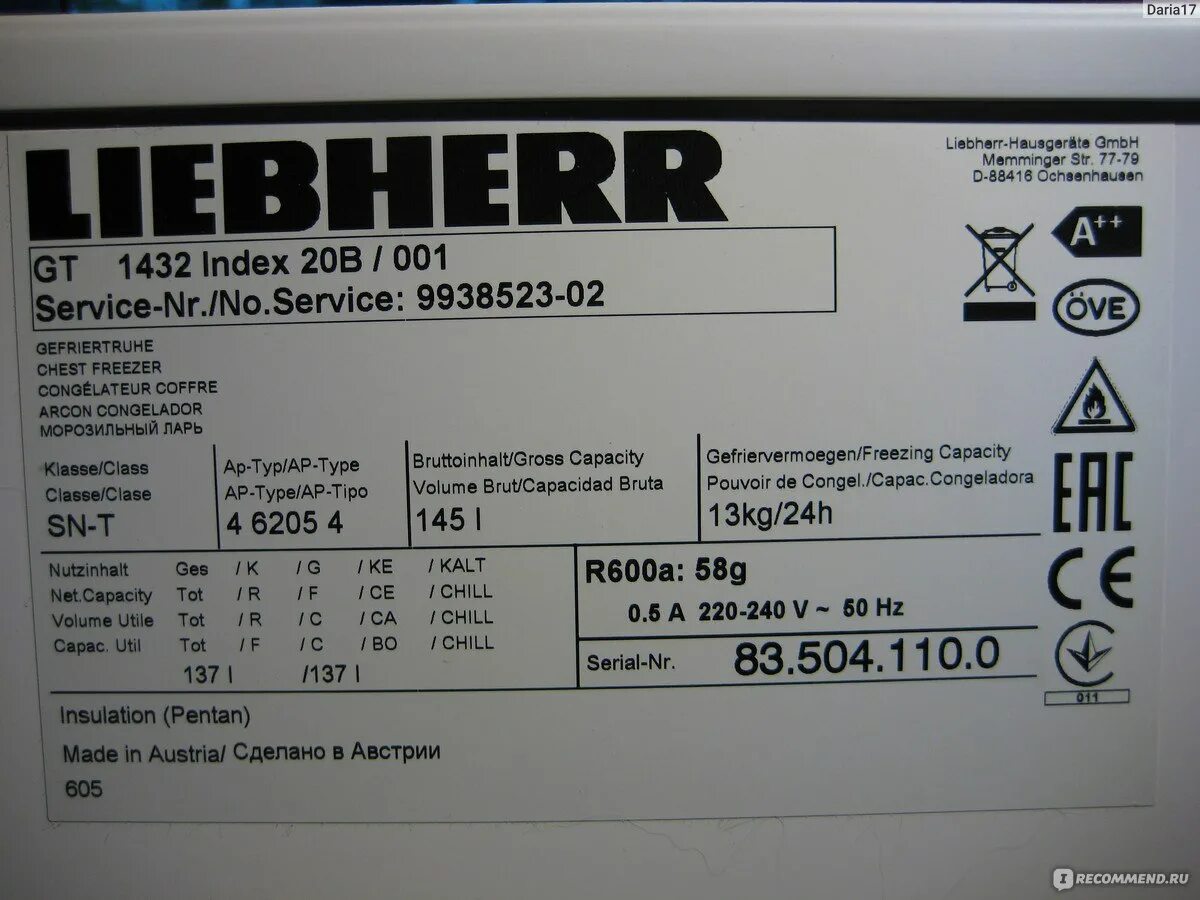 Daria17
LIEBHERR
Liebherr-Hausgeräte GmbH
Memminger Str. 77-79
D-88416 Ochsenhausen
GT 1432 Index 20B / 001
Service-Nr./No.Service: 9938523-02
A++
ÖVE
GEFRIERTRUHE
CHEST FREEZER
CONGÉLATEUR COFFRE
ARCON CONGELADOR
МОРОЗИЛЬНЫЙ ЛАРЬ
Klasse/Class
Classe/Clase
SN-T
Ap-Typ/AP-Type
AP-Type/AP-Tipo
4 6205 4
Bruttoinhalt/Gross Capacity
Volume Brut/Capacidad Bruta
145 l
Gefriervermoegen/Freezing Capacity
Pouvoir de Congel./Capac.Congeladora
13kg/24h
EAC
CE
Nutzinhalt Ges / K / G / KE / KALT
Net.Capacity Tot / R / F / CE / CHILL
Volume Utile Tot / R / C / CA / CHILL
Capac. Util Tot / F / C / BO / CHILL
137 l /137 l
R600a: 58g
0.5 A 220-240 V ~ 50 Hz
Serial-Nr. 83.504.110.0
011
Insulation (Pentan)
Made in Austria/ Сделано в Австрии
605
IRECOMMEND.RU